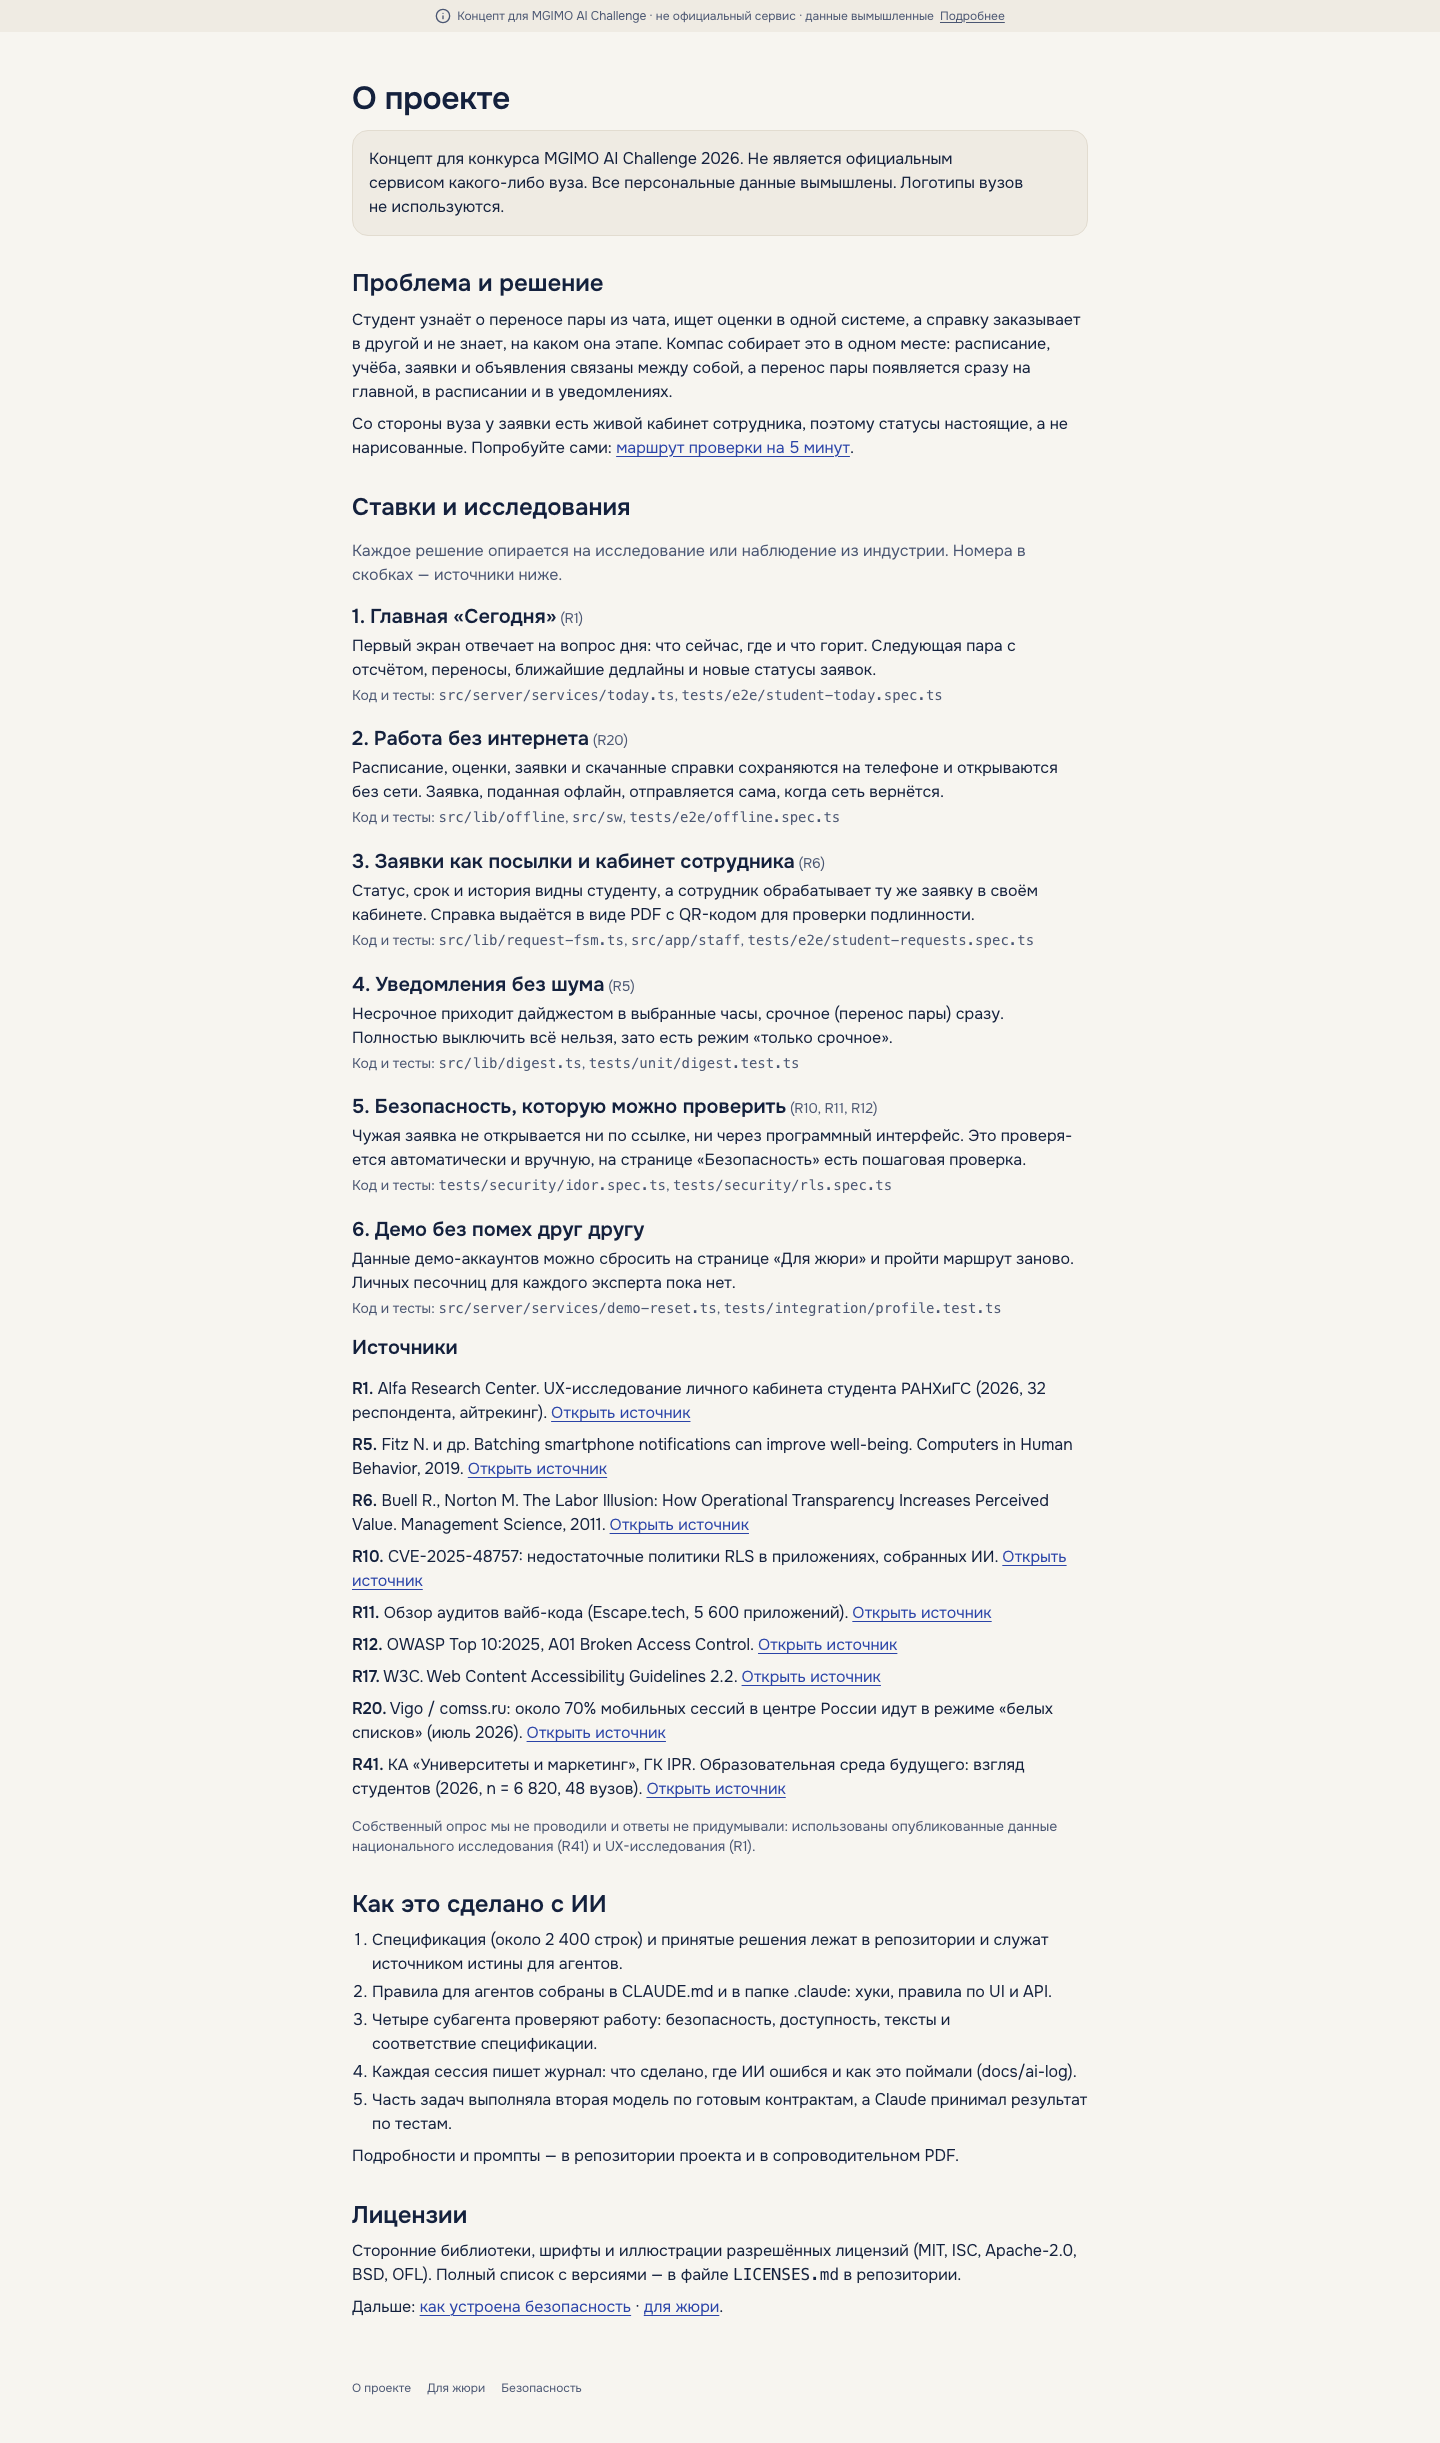 Концепт для MGIMO AI Challenge · не официальный сервис · данные вымышленные Подробнее
О проекте
Концепт для конкурса MGIMO AI Challenge 2026. Не является официальным
сервисом какого-либо вуза. Все персональные данные вымышлены. Логотипы вузов
не используются.
Проблема и решение
Студент узнаёт о переносе пары из чата, ищет оценки в одной системе, а справку заказывает
в другой и не знает, на каком она этапе. Компас собирает это в одном месте: расписание,
учёба, заявки и объявления связаны между собой, а перенос пары появляется сразу на
главной, в расписании и в уведомлениях.
Со стороны вуза у заявки есть живой кабинет сотрудника, поэтому статусы настоящие, а не
нарисованные. Попробуйте сами: маршрут проверки на 5 минут.
Ставки и исследования
Каждое решение опирается на исследование или наблюдение из индустрии. Номера в
скобках — источники ниже.
1. Главная «Сегодня» (R1)
Первый экран отвечает на вопрос дня: что сейчас, где и что горит. Следующая пара с
отсчётом, переносы, ближайшие дедлайны и новые статусы заявок.
Код и тесты: src/server/services/today.ts, tests/e2e/student-today.spec.ts
2. Работа без интернета (R20)
Расписание, оценки, заявки и скачанные справки сохраняются на телефоне и открываются
без сети. Заявка, поданная офлайн, отправляется сама, когда сеть вернётся.
Код и тесты: src/lib/offline, src/sw, tests/e2e/offline.spec.ts
3. Заявки как посылки и кабинет сотрудника (R6)
Статус, срок и история видны студенту, а сотрудник обрабатывает ту же заявку в своём
кабинете. Справка выдаётся в виде PDF с QR-кодом для проверки подлинности.
Код и тесты: src/lib/request-fsm.ts, src/app/staff, tests/e2e/student-requests.spec.ts
4. Уведомления без шума (R5)
Несрочное приходит дайджестом в выбранные часы, срочное (перенос пары) сразу.
Полностью выключить всё нельзя, зато есть режим «только срочное».
Код и тесты: src/lib/digest.ts, tests/unit/digest.test.ts
5. Безопасность, которую можно проверить (R10, R11, R12)
Чужая заявка не открывается ни по ссылке, ни через программный интерфейс. Это проверя-
ется автоматически и вручную, на странице «Безопасность» есть пошаговая проверка.
Код и тесты: tests/security/idor.spec.ts, tests/security/rls.spec.ts
6. Демо без помех друг другу
Данные демо-аккаунтов можно сбросить на странице «Для жюри» и пройти маршрут заново.
Личных песочниц для каждого эксперта пока нет.
Код и тесты: src/server/services/demo-reset.ts, tests/integration/profile.test.ts
Источники
R1. Alfa Research Center. UX-исследование личного кабинета студента РАНХиГС (2026, 32
респондента, айтрекинг). Открыть источник
R5. Fitz N. и др. Batching smartphone notifications can improve well-being. Computers in Human
Behavior, 2019. Открыть источник
R6. Buell R., Norton M. The Labor Illusion: How Operational Transparency Increases Perceived
Value. Management Science, 2011. Открыть источник
R10. CVE-2025-48757: недостаточные политики RLS в приложениях, собранных ИИ. Открыть
источник
R11. Обзор аудитов вайб-кода (Escape.tech, 5 600 приложений). Открыть источник
R12. OWASP Top 10:2025, A01 Broken Access Control. Открыть источник
R17. W3C. Web Content Accessibility Guidelines 2.2. Открыть источник
R20. Vigo / comss.ru: около 70% мобильных сессий в центре России идут в режиме «белых
списков» (июль 2026). Открыть источник
R41. КА «Университеты и маркетинг», ГК IPR. Образовательная среда будущего: взгляд
студентов (2026, n = 6 820, 48 вузов). Открыть источник
Собственный опрос мы не проводили и ответы не придумывали: использованы опубликованные данные
национального исследования (R41) и UX-исследования (R1).
Как это сделано с ИИ
1. Спецификация (около 2 400 строк) и принятые решения лежат в репозитории и служат
источником истины для агентов.
2. Правила для агентов собраны в CLAUDE.md и в папке .claude: хуки, правила по UI и API.
3. Четыре субагента проверяют работу: безопасность, доступность, тексты и
соответствие спецификации.
4. Каждая сессия пишет журнал: что сделано, где ИИ ошибся и как это поймали (docs/ai-log).
5. Часть задач выполняла вторая модель по готовым контрактам, а Claude принимал результат
по тестам.
Подробности и промпты — в репозитории проекта и в сопроводительном PDF.
Лицензии
Сторонние библиотеки, шрифты и иллюстрации разрешённых лицензий (MIT, ISC, Apache-2.0,
BSD, OFL). Полный список с версиями — в файле LICENSES.md в репозитории.
Дальше: как устроена безопасность · для жюри.
О проекте Для жюри Безопасность